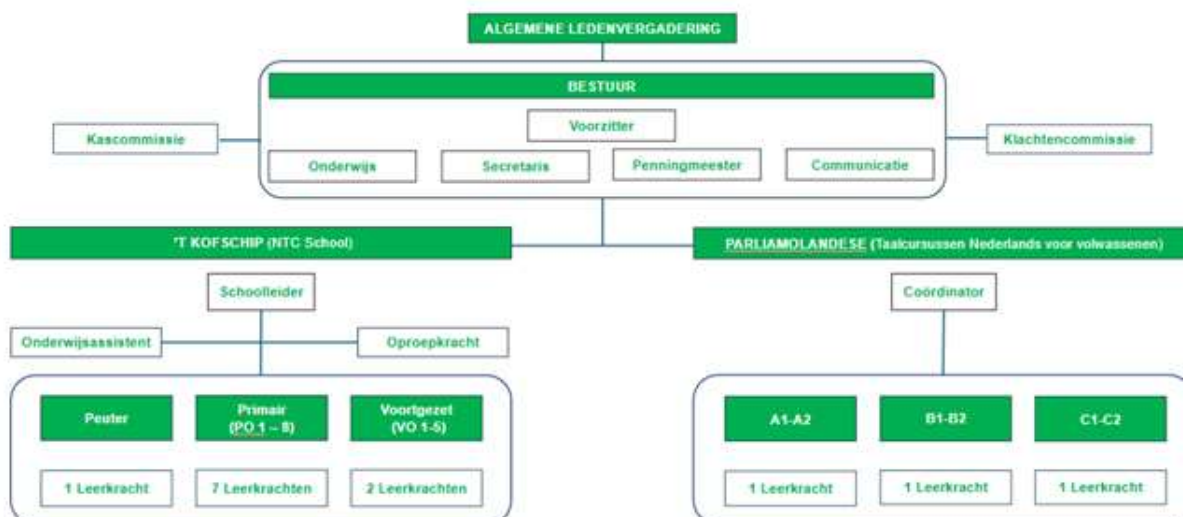 ALGEMENE LEDENVERGADERING
BESTUUR
Voorzitter
Kascommissie
Klachtencommissie
Onderwijs
Secretaris
Penningmeester
Communicatie
'T KOFSCHIP (NTC School)
PARLIAMOLANDESE (Taalcursussen Nederlands voor volwassenen)
Schoolleider
Coördinator
Onderwijsassistent
Oproepkracht
Peuter
Primair
(PO 1 – 8)
Voortgezet
(VO 1-5)
A1-A2
B1-B2
C1-C2
1 Leerkracht
7 Leerkrachten
2 Leerkrachten
1 Leerkracht
1 Leerkracht
1 Leerkracht